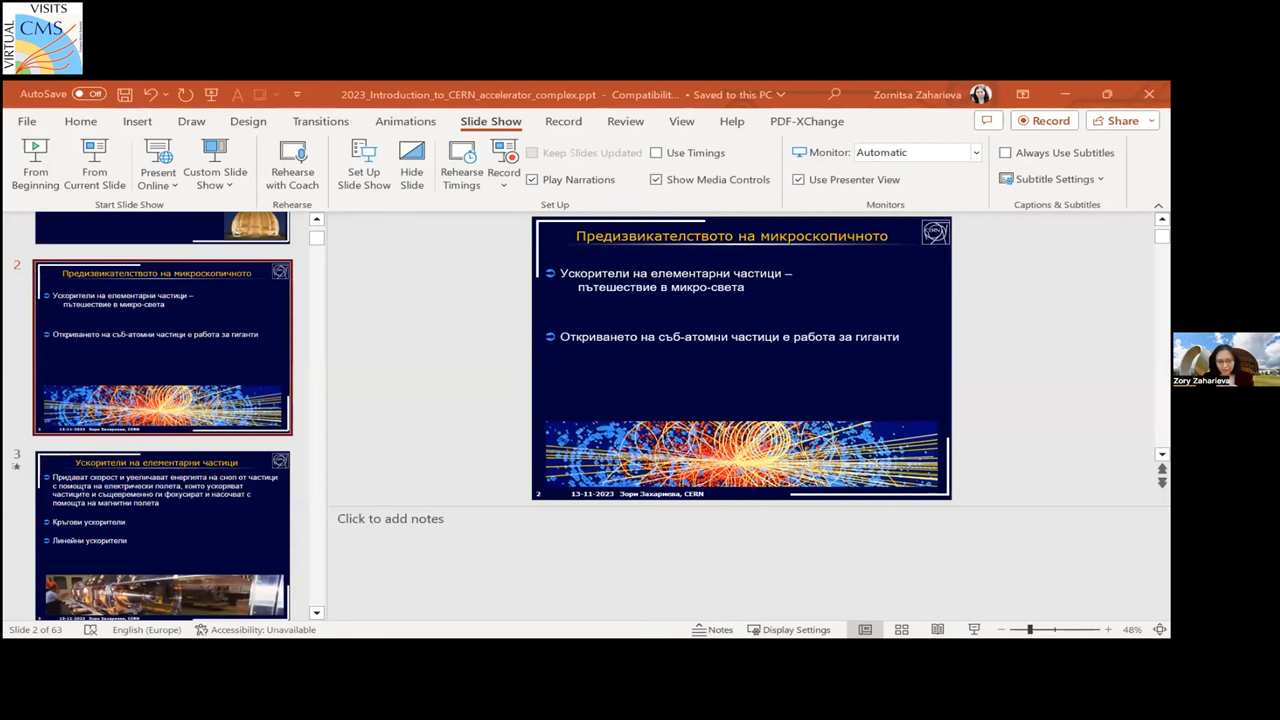 VISITS
VIRTUAL
CMS
AutoSave Off
2023_Introduction_to_CERN_accelerator_complex.ppt - Compatibilit... • Saved to this PC
Zornitsa Zaharieva
File Home Insert Draw Design Transitions Animations Slide Show Record Review View Help PDF-XChange
Record Share
From Beginning
From Current Slide
Present Online
Custom Slide Show
Start Slide Show
Rehearse with Coach
Rehearse
Set Up Slide Show
Hide Slide
Rehearse Timings
Record
Keep Slides Updated
Use Timings
Play Narrations
Show Media Controls
Set Up
Monitor: Automatic
Use Presenter View
Monitors
Always Use Subtitles
Subtitle Settings
Captions & Subtitles
2
Предизвикателството на микроскопичното
Ускорители на елементарни частици –
пътешествие в микро-света
Откриването на съб-атомни частици е работа за гиганти
2 13-11-2023 Зори Захариева, CERN
3
Ускорители на елементарни частици
Придават скорост и увеличават енергията на сноп от частици
с помощта на електрически полета, които ускоряват
частиците и същевременно ги фокусират и насочват с
помощта на магнитни полета
Кръгови ускорители
Линейни ускорители
3 13-11-2023 Зори Захариева, CERN
Предизвикателството на микроскопичното
CERN
Ускорители на елементарни частици –
пътешествие в микро-света
Откриването на съб-атомни частици е работа за гиганти
2 13-11-2023 Зори Захариева, CERN
Click to add notes
Zory Zaharieva
Slide 2 of 63 English (Europe) Accessibility: Unavailable Notes Display Settings 48%